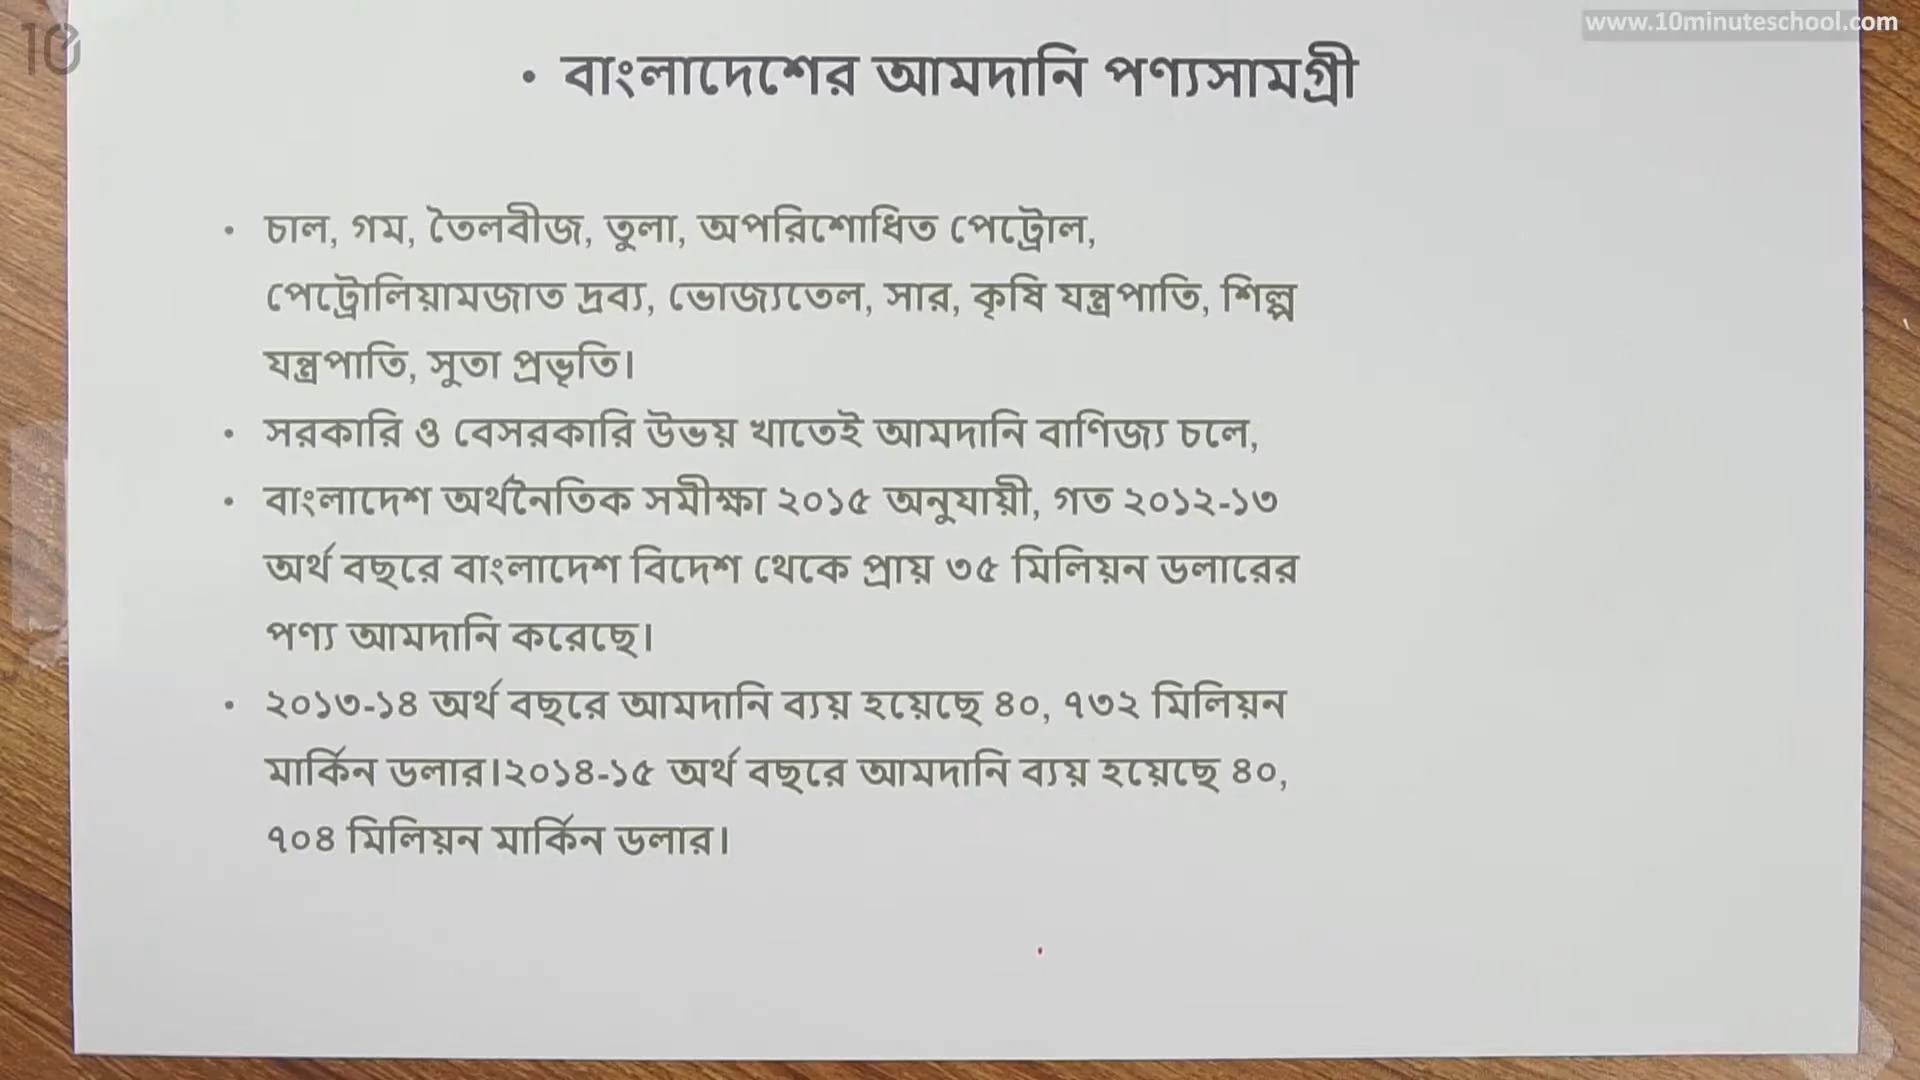 10
www.10minuteschool.com
• বাংলাদেশের আমদানি পণ্যসামগ্রী
• চাল, গম, তৈলবীজ, তুলা, অপরিশোধিত পেট্রোল,
পেট্রোলিয়ামজাত দ্রব্য, ভোজ্যতেল, সার, কৃষি যন্ত্রপাতি, শিল্প
যন্ত্রপাতি, সুতা প্রভৃতি।
• সরকারি ও বেসরকারি উভয় খাতেই আমদানি বাণিজ্য চলে,
• বাংলাদেশ অর্থনৈতিক সমীক্ষা ২০১৫ অনুযায়ী, গত ২০১২-১৩
অর্থ বছরে বাংলাদেশ বিদেশ থেকে প্রায় ৩৫ মিলিয়ন ডলারের
পণ্য আমদানি করেছে।
• ২০১৩-১৪ অর্থ বছরে আমদানি ব্যয় হয়েছে ৪০, ৭৩২ মিলিয়ন
মার্কিন ডলার।২০১৪-১৫ অর্থ বছরে আমদানি ব্যয় হয়েছে ৪০,
৭০৪ মিলিয়ন মার্কিন ডলার।